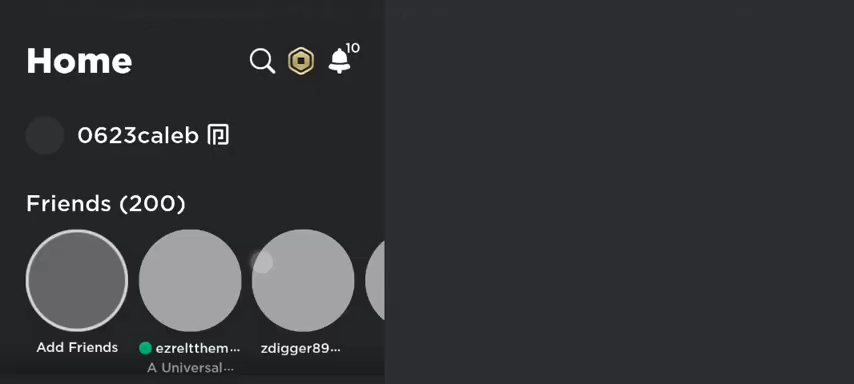 Home
10
0623caleb
Friends (200)
Add Friends
ezreltthem...
zdigger89...
A Universal...